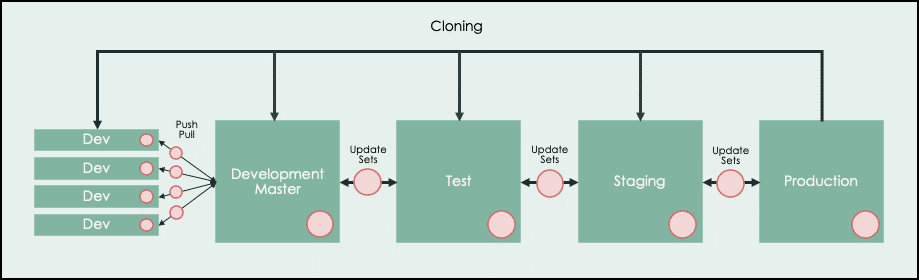 Cloning
Push
Pull
Dev
Dev
Dev
Dev
Development
Master
Update
Sets
Test
Update
Sets
Staging
Update
Sets
Production